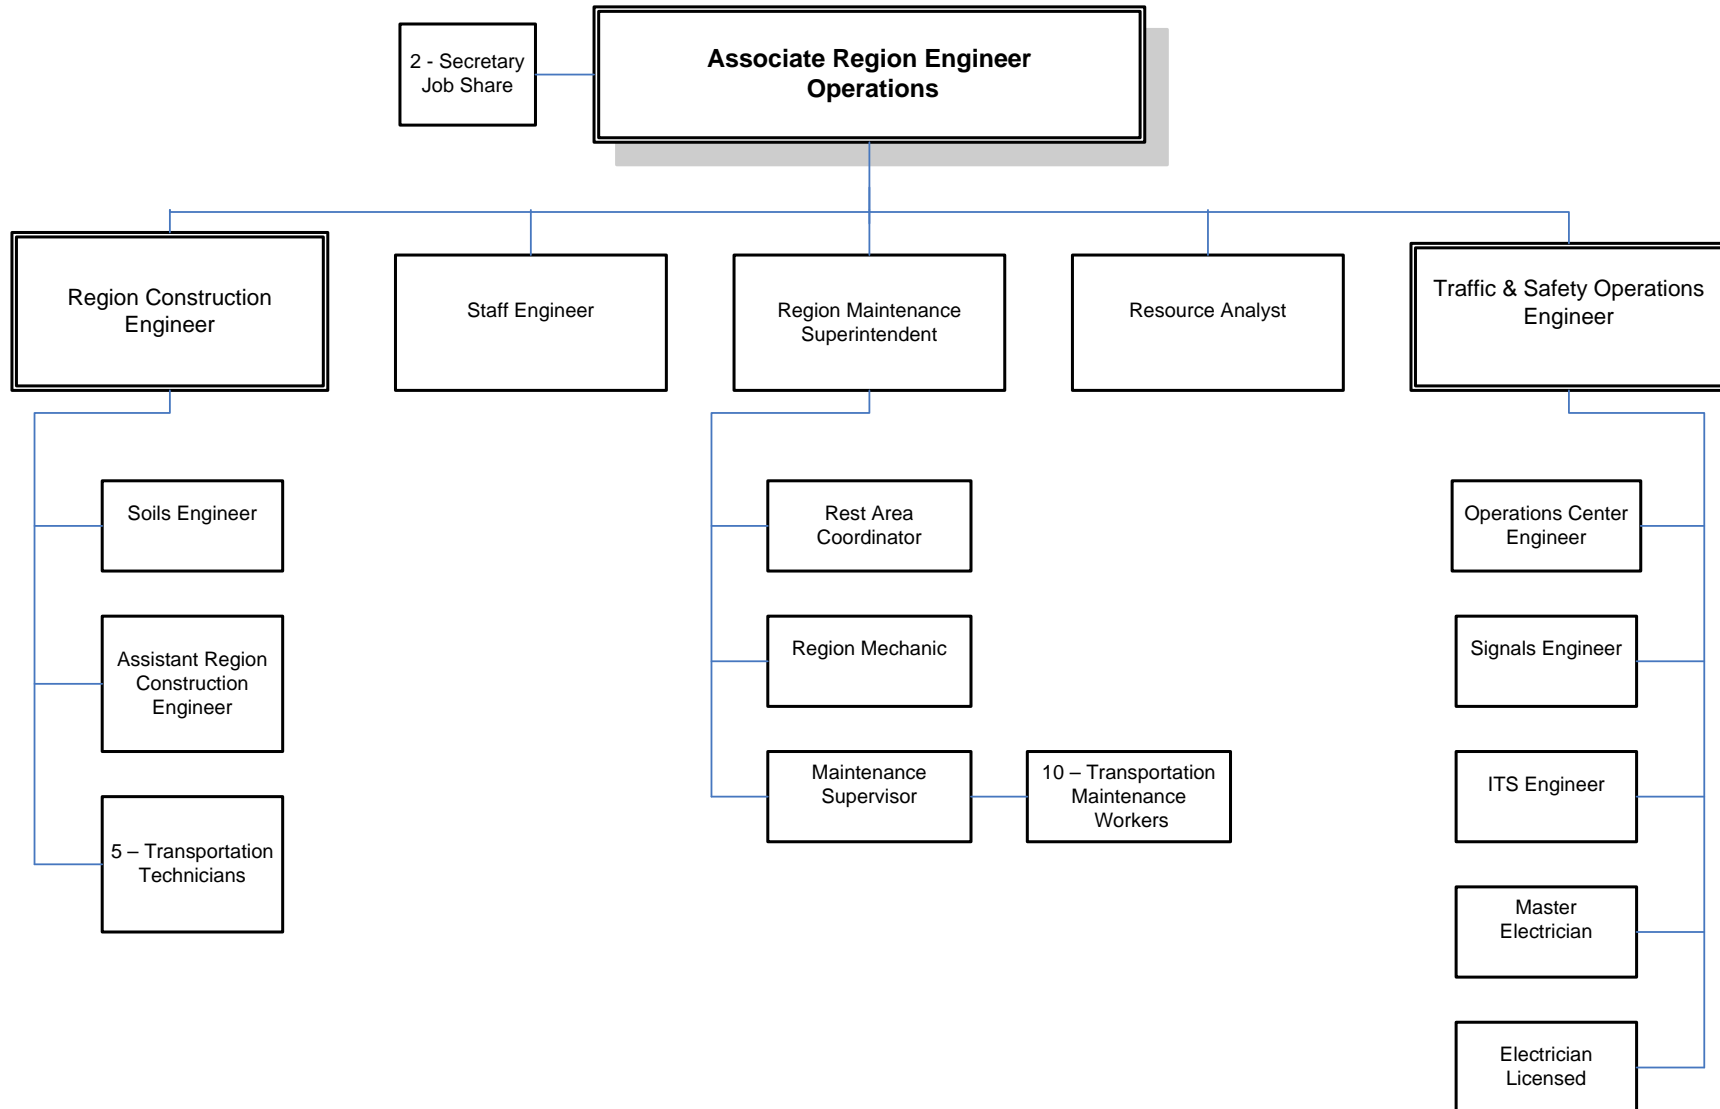 2 - Secretary
Job Share
Associate Region Engineer
Operations
Region Construction
Engineer
Staff Engineer
Region Maintenance
Superintendent
Resource Analyst
Traffic & Safety Operations
Engineer
Soils Engineer
Assistant Region
Construction
Engineer
5 – Transportation
Technicians
Rest Area
Coordinator
Region Mechanic
Maintenance
Supervisor
10 – Transportation
Maintenance
Workers
Operations Center
Engineer
Signals Engineer
ITS Engineer
Master
Electrician
Electrician
Licensed